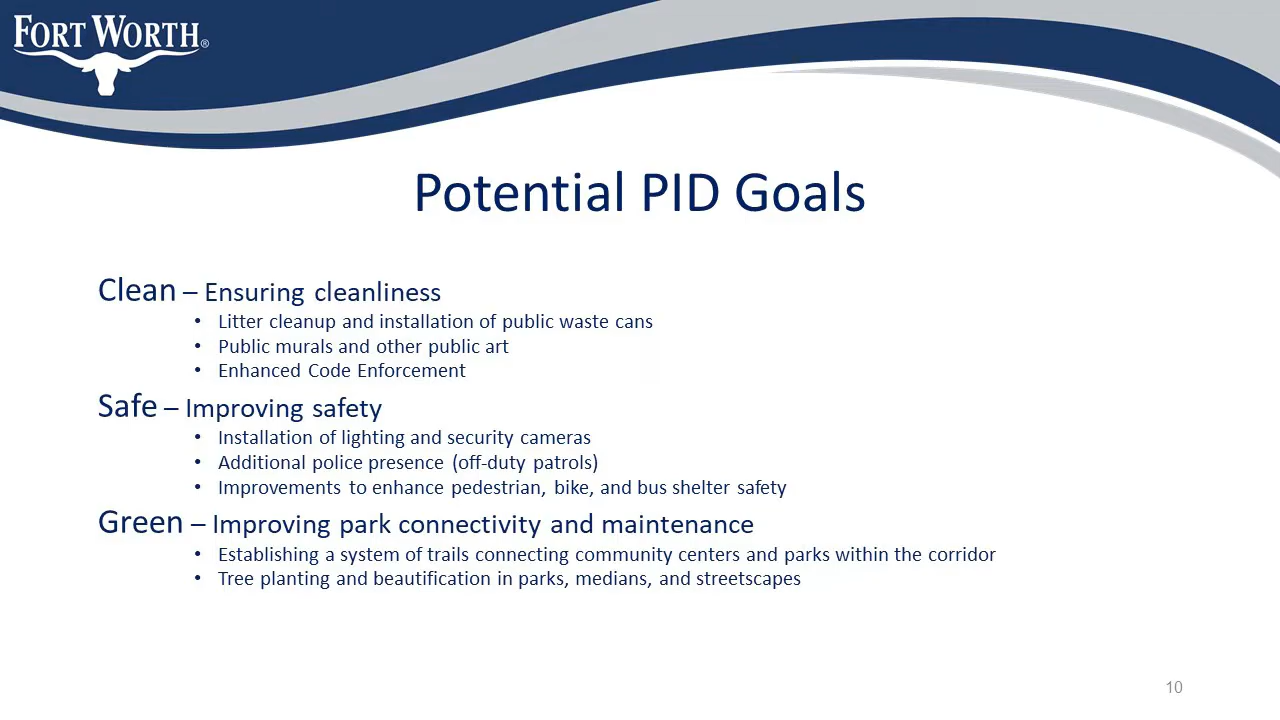 FORT WORTH®
Potential PID Goals
Clean – Ensuring cleanliness
• Litter cleanup and installation of public waste cans
• Public murals and other public art
• Enhanced Code Enforcement
Safe – Improving safety
• Installation of lighting and security cameras
• Additional police presence (off-duty patrols)
• Improvements to enhance pedestrian, bike, and bus shelter safety
Green – Improving park connectivity and maintenance
• Establishing a system of trails connecting community centers and parks within the corridor
• Tree planting and beautification in parks, medians, and streetscapes
10